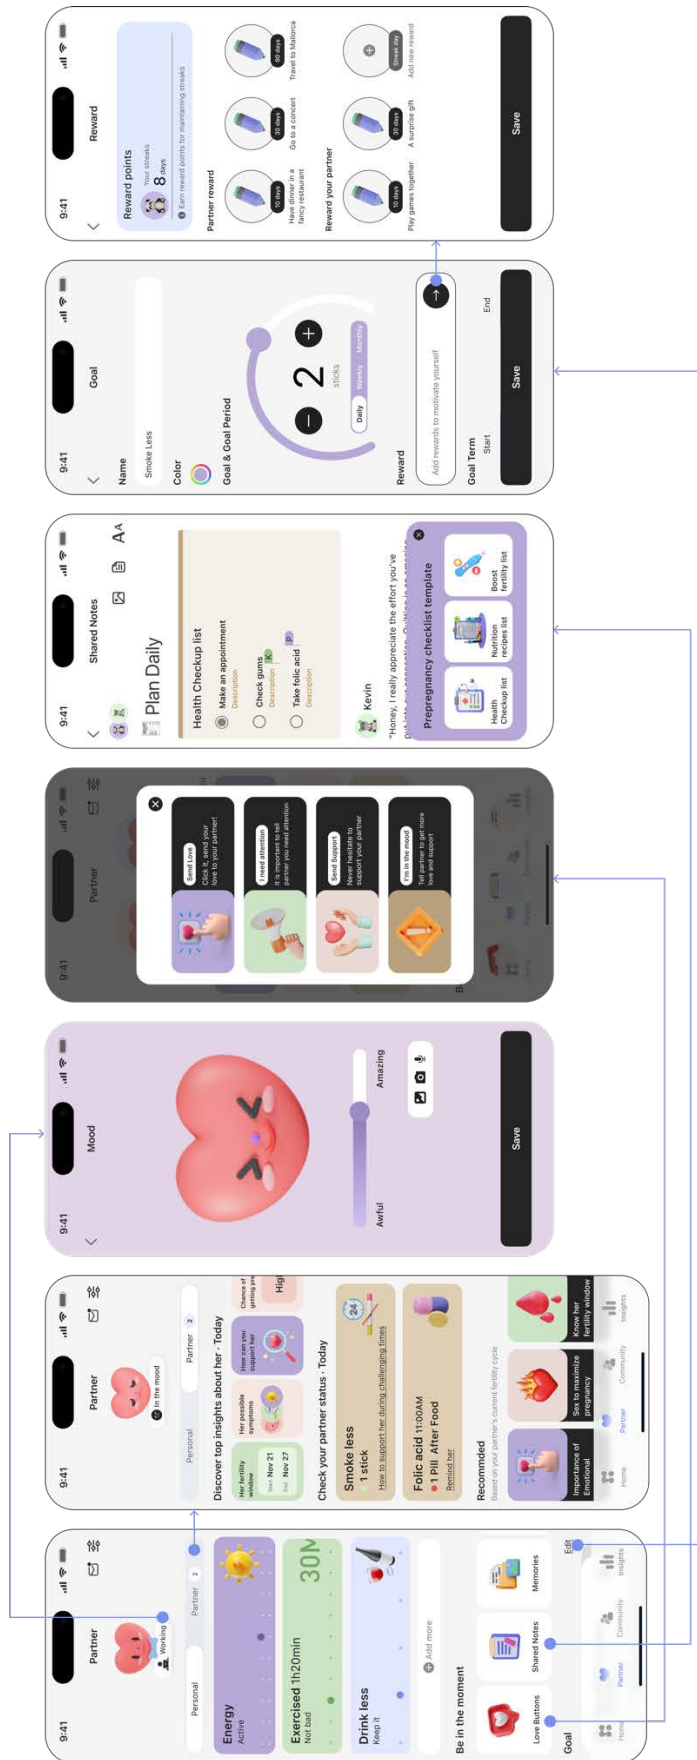 9:41
Partner
Working
Personal
Partner 2
Energy
Active
Exercised 1h20min
Not bad
30M
Drink less
Keep it
Add more
Be in the moment
Love Buttons
Shared Notes
Memories
Goal
Edit
Home
Partner
Community
Insights
9:41
Partner
In the mood
Personal
Partner 2
Discover top insights about her · Today
Her fertility
window
Nov 21
Nov 27
Her possible
symptoms
How can you
support her
Chance of
getting pre
High
Check your partner status · Today
Smoke less
1 stick
How to support her during challenging times
24
Folic acid 11:00AM
1 Pill After Food
Remind her
Recommded
Based on your partner's current fertility cycle
Importance of
Emotional
Sex to maximize
pregnancy
Know her
fertility window
Home
Partner
Community
Insights
9:41
Mood
Awful
Amazing
Save
9:41
Partner
Send Love
Click it, send your
love to your partner!
I need attention
It is important to tell
partner you need attention
Send Support
Never hesitate to
support your partner
I'm in the mood
Tell partner to get more
love and support
B
Home
Partner
Community
Insights
9:41
Shared Notes
AA
Plan Daily
Health Checkup list
Make an appointment
Description
Check gums
Description
K
Take folic acid
Description
P
Kevin
"Honey, I really appreciate the effort you've
Prepregnancy checklist template
Health
Checkup list
Nutrition
recipes list
Boost
fertility list
9:41
Goal
Name
Smoke Less
Color
Goal & Goal Period
2
sticks
Daily
Weekly
Monthly
Reward
Add rewards to motivate yourself
Goal Term
Start
End
Save
9:41
Reward
Reward points
Your streaks
8 days
Earn reward points for maintaining streaks
Partner reward
10 days
Have dinner in a
fancy restaurant
30 days
Go to a concert
90 days
Travel to Mallorca
Reward your partner
10 days
Play games together
30 days
A surprise gift
Streak day
Add new reward
Save